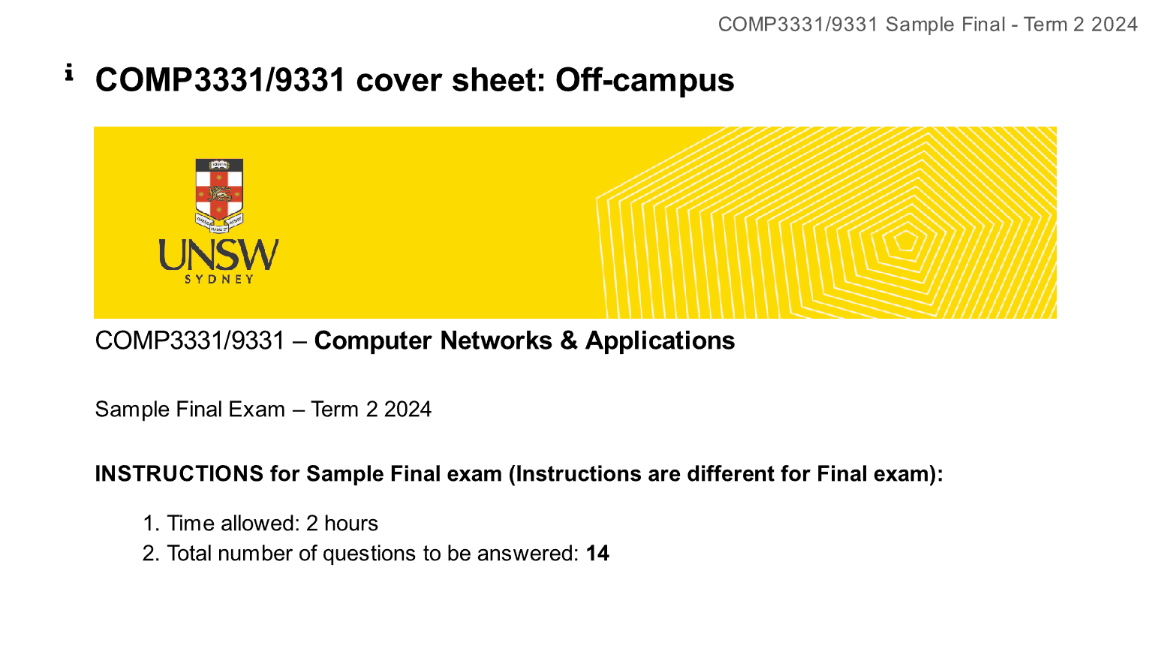 COMP3331/9331 Sample Final - Term 2 2024
i COMP3331/9331 cover sheet: Off-campus
UNSW
SYDNEY
COMP3331/9331 – Computer Networks & Applications
Sample Final Exam – Term 2 2024
INSTRUCTIONS for Sample Final exam (Instructions are different for Final exam):
1. Time allowed: 2 hours
2. Total number of questions to be answered: 14